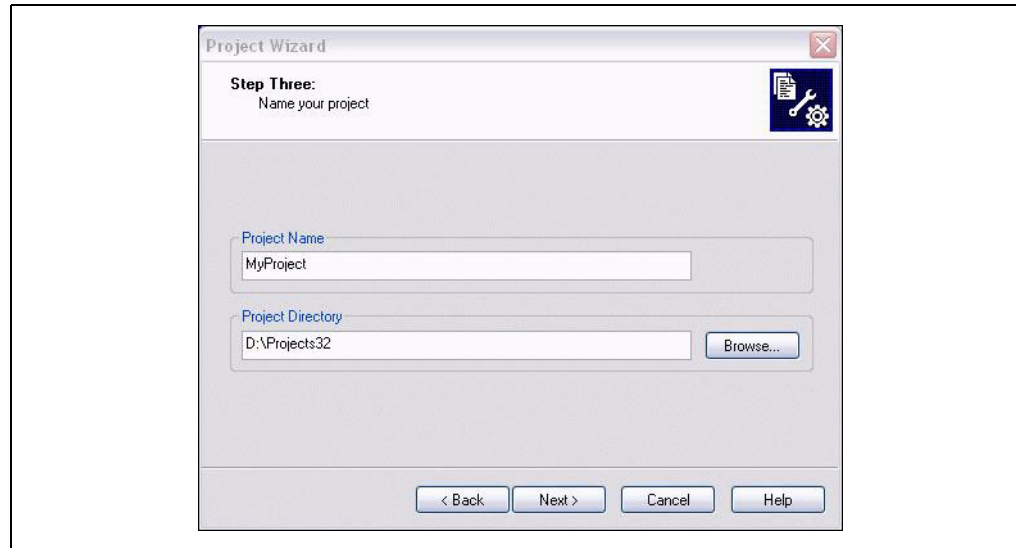 Project Wizard
Step Three:
Name your project
Project Name
MyProject
Project Directory
D:\Projects32
Browse...
< Back
Next >
Cancel
Help